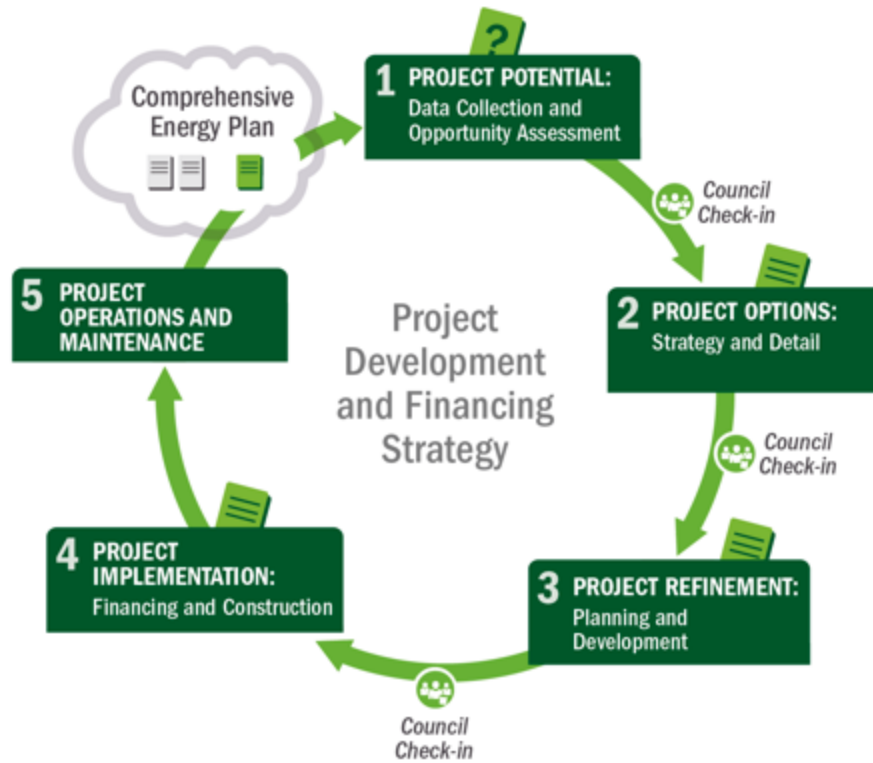 Comprehensive
Energy Plan
?
1 PROJECT POTENTIAL:
Data Collection and
Opportunity Assessment
Council
Check-in
2 PROJECT OPTIONS:
Strategy and Detail
Council
Check-in
3 PROJECT REFINEMENT:
Planning and
Development
Council
Check-in
4 PROJECT
IMPLEMENTATION:
Financing and Construction
5 PROJECT
OPERATIONS AND
MAINTENANCE
Project
Development
and Financing
Strategy